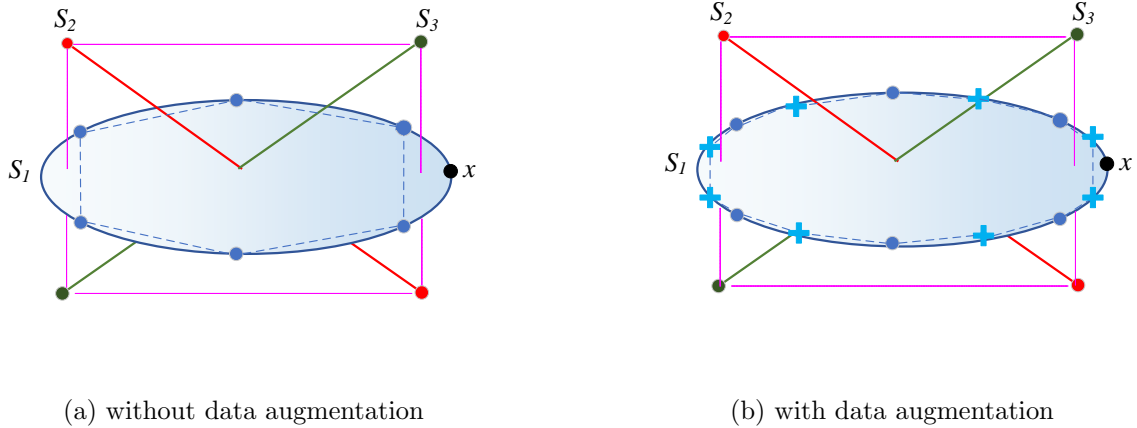 S2 S3
S1 x
(a) without data augmentation
S2 S3
S1 x
(b) with data augmentation